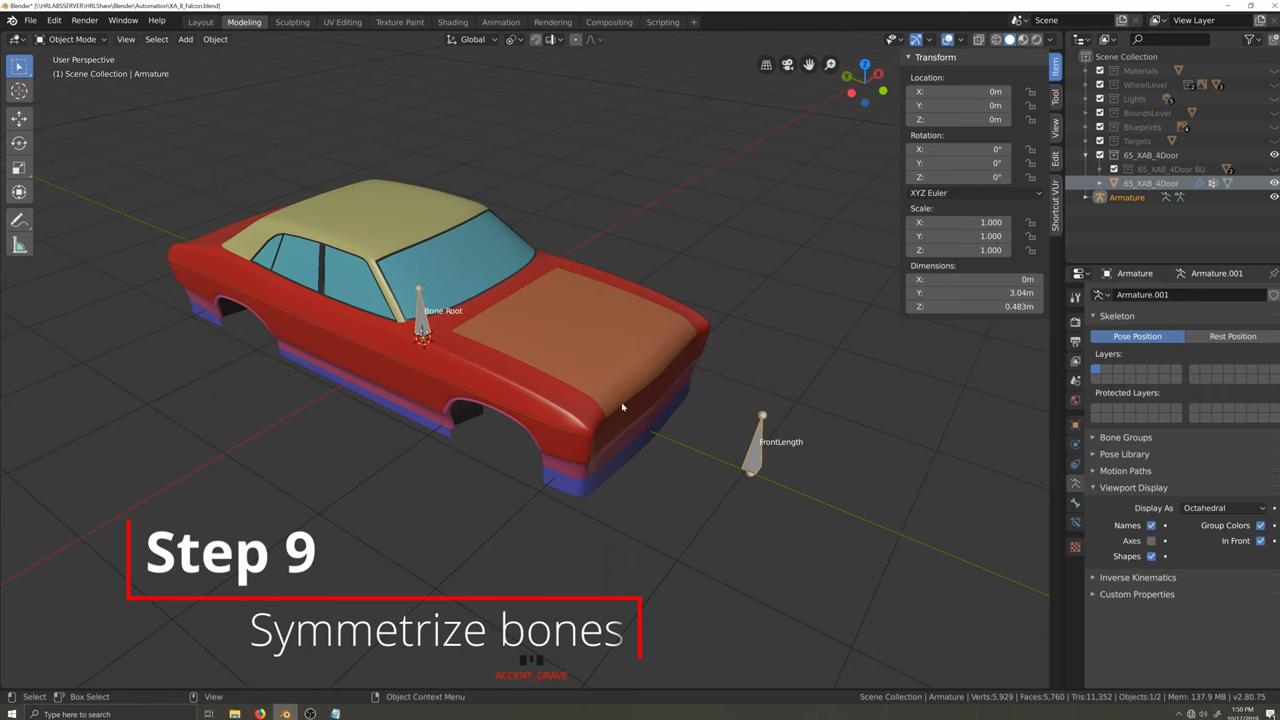 Blender* [\\HRLABSSERVER\HRLShare\Blender\Automation\XA_B_Falcon.blend]
File Edit Render Window Help Layout Modeling Sculpting UV Editing Texture Paint Shading Animation Rendering Compositing Scripting + Scene View Layer
Object Mode View Select Add Object Global
User Perspective
(1) Scene Collection | Armature
Z
Y
X
Transform
Location:
X: 0m
Y: 0m
Z: 0m
Rotation:
X: 0°
Y: 0°
Z: 0°
XYZ Euler
Scale:
X: 1.000
Y: 1.000
Z: 1.000
Dimensions:
X: 0m
Y: 3.04m
Z: 0.483m
Item
Tool
View
Edit
Shortcut VUr
Scene Collection
Materials
WheelLevel
Lights
BoundsLevel
Blueprints
Targets
65_XAB_4Door
65_XAB_4Door BU
65_XAB_4Door
Armature
Armature Armature.001
Armature.001
Skeleton
Pose Position Rest Position
Layers:
Protected Layers:
Bone Groups
Pose Library
Motion Paths
Viewport Display
Display As Octahedral
Names Group Colors
Axes In Front
Shapes
Inverse Kinematics
Custom Properties
Bone Root
FrontLength
Step 9
Symmetrize bones
ACCENT_GRAVE
Select Box Select View Object Context Menu Scene Collection | Armature | Verts:5,929 | Faces:5,760 | Tris:11,352 | Objects:1/2 | Mem: 137.9 MB | v2.80.75
Type here to search
1:50 PM
10/17/2019